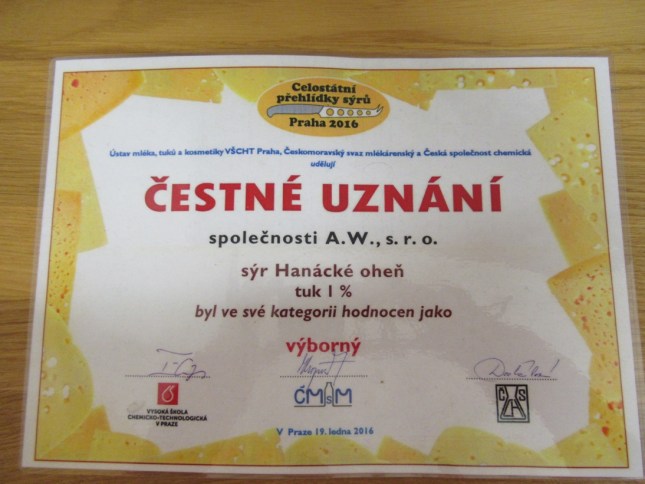 Celostátní
přehlídky sýrů
Praha 2016
Ústav mléka, tuků a kosmetiky VŠCHT Praha, Českomoravský svaz mlékárenský a Česká společnost chemická
udělují
ČESTNÉ UZNÁNÍ
společnosti A.W., s. r. o.
sýr Hanácké oheň
tuk 1 %
byl ve své kategorii hodnocen jako
výborný
ČMSM
VYSOKÁ ŠKOLA
CHEMICKO-TECHNOLOGICKÁ
V PRAZE
V Praze 19. ledna 2016